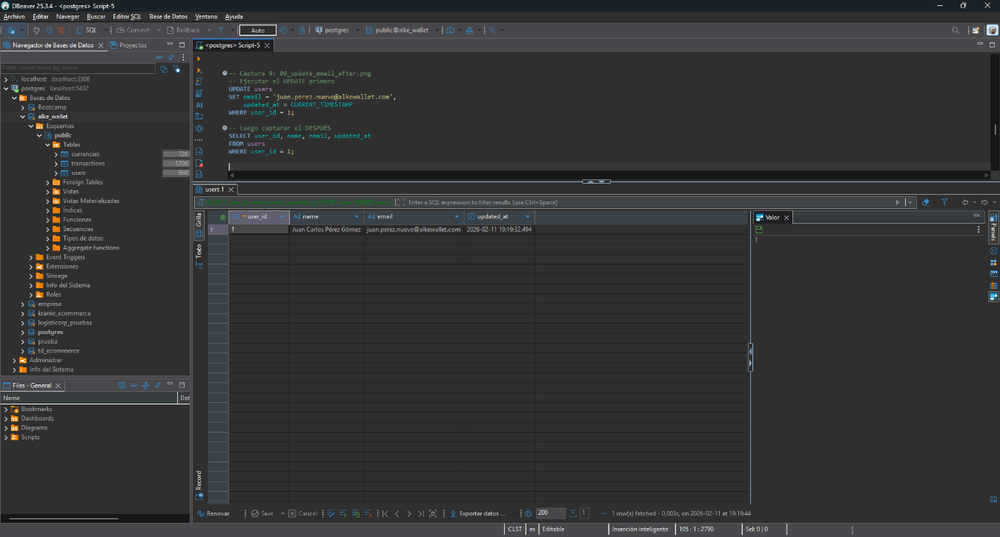 DBeaver 25.3.4 - <postgres> Script-5
Archivo Editar Navegar Buscar Editor SQL Base de Datos Ventana Ayuda
SQL Commit Rollback T Auto postgres public@alke_wallet
Navegador de Bases de Datos Proyectos
Filter connections by name
localhost localhost:3306
postgres localhost:5432
Bases de Datos
Bootcamp
alke_wallet
Esquemas
public
Tablas
currencies 72K
transactions 120K
users 96K
Foreign Tables
Vistas
Vistas Materializadas
Índices
Funciones
Secuencias
Tipos de datos
Aggregate functions
Event Triggers
Extensiones
Storage
Info del Sistema
Roles
empresa
kranio_ecommerce
logisticorp_pruebas
postgres
prueba
td_ecommerce
Administrar
Info del Sistema
Files - General
Name Dat
Bookmarks
Dashboards
Diagrams
Scripts
<postgres> Script-5
AI
-- Captura 9: 09_update_email_after.png
-- Ejecutar el UPDATE primero
UPDATE users
SET email = 'juan.perez.nuevo@alkewallet.com',
updated_at = CURRENT_TIMESTAMP
WHERE user_id = 1;
-- Luego capturar el DESPUÉS
SELECT user_id, name, email, updated_at
FROM users
WHERE user_id = 1;
users 1
Enter a SQL expression to filter results (use Ctrl+Space)
Grilla
Texto
Record
123 user_id A-Z name A-Z email updated_at
1 1 Juan Carlos Pérez Gómez juan.perez.nuevo@alkewallet.com 2026-02-11 19:19:32.494
Valor
1
Panels
Renovar Save Cancel Exportar datos ... 200 1 ... 1 row(s) fetched - 0,003s, on 2026-02-11 at 19:19:44
CLST es Editable Inserción inteligente 105 : 1 : 2790 Sel: 0 | 0